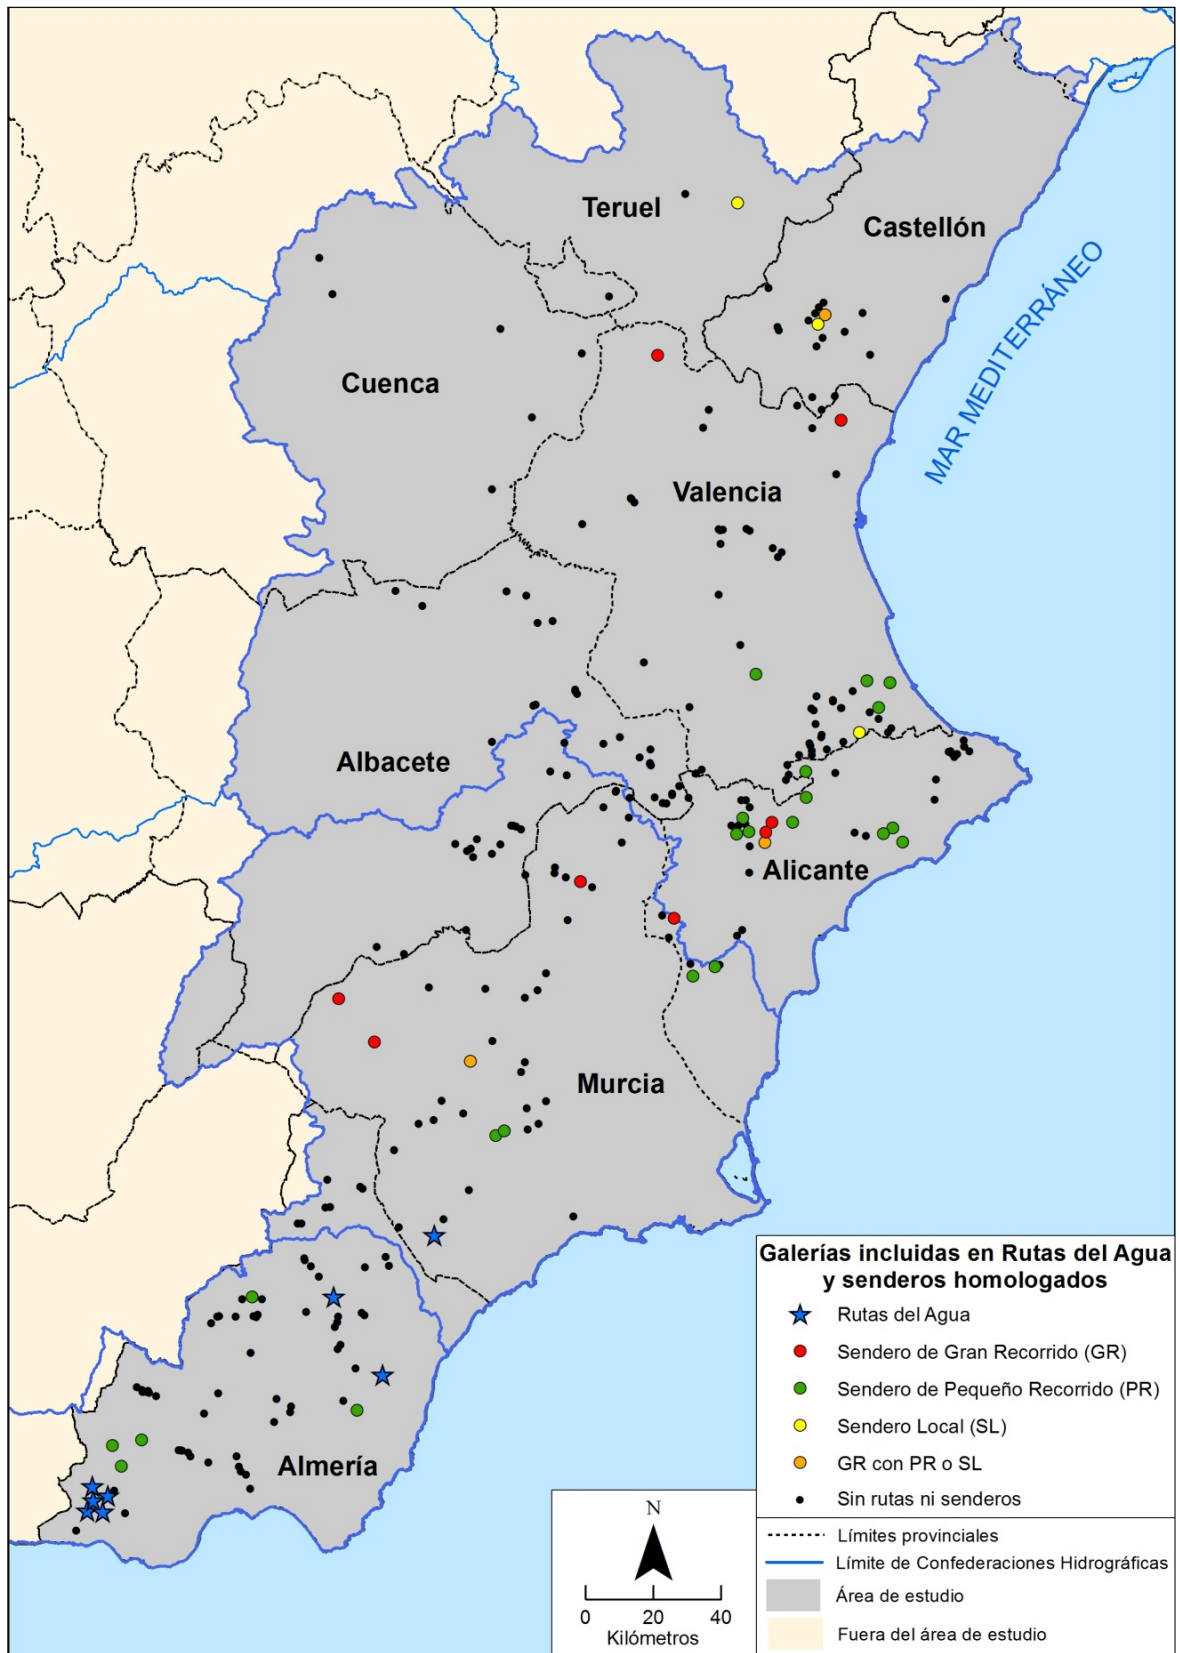 Teruel
Castellón
MAR MEDITERRÁNEO
Cuenca
Valencia
Albacete
Alicante
Murcia
Almería
Galerías incluidas en Rutas del Agua
y senderos homologados
Rutas del Agua
Sendero de Gran Recorrido (GR)
Sendero de Pequeño Recorrido (PR)
Sendero Local (SL)
GR con PR o SL
Sin rutas ni senderos
Límites provinciales
Límite de Confederaciones Hidrográficas
Área de estudio
Fuera del área de estudio
N
0 20 40
Kilómetros